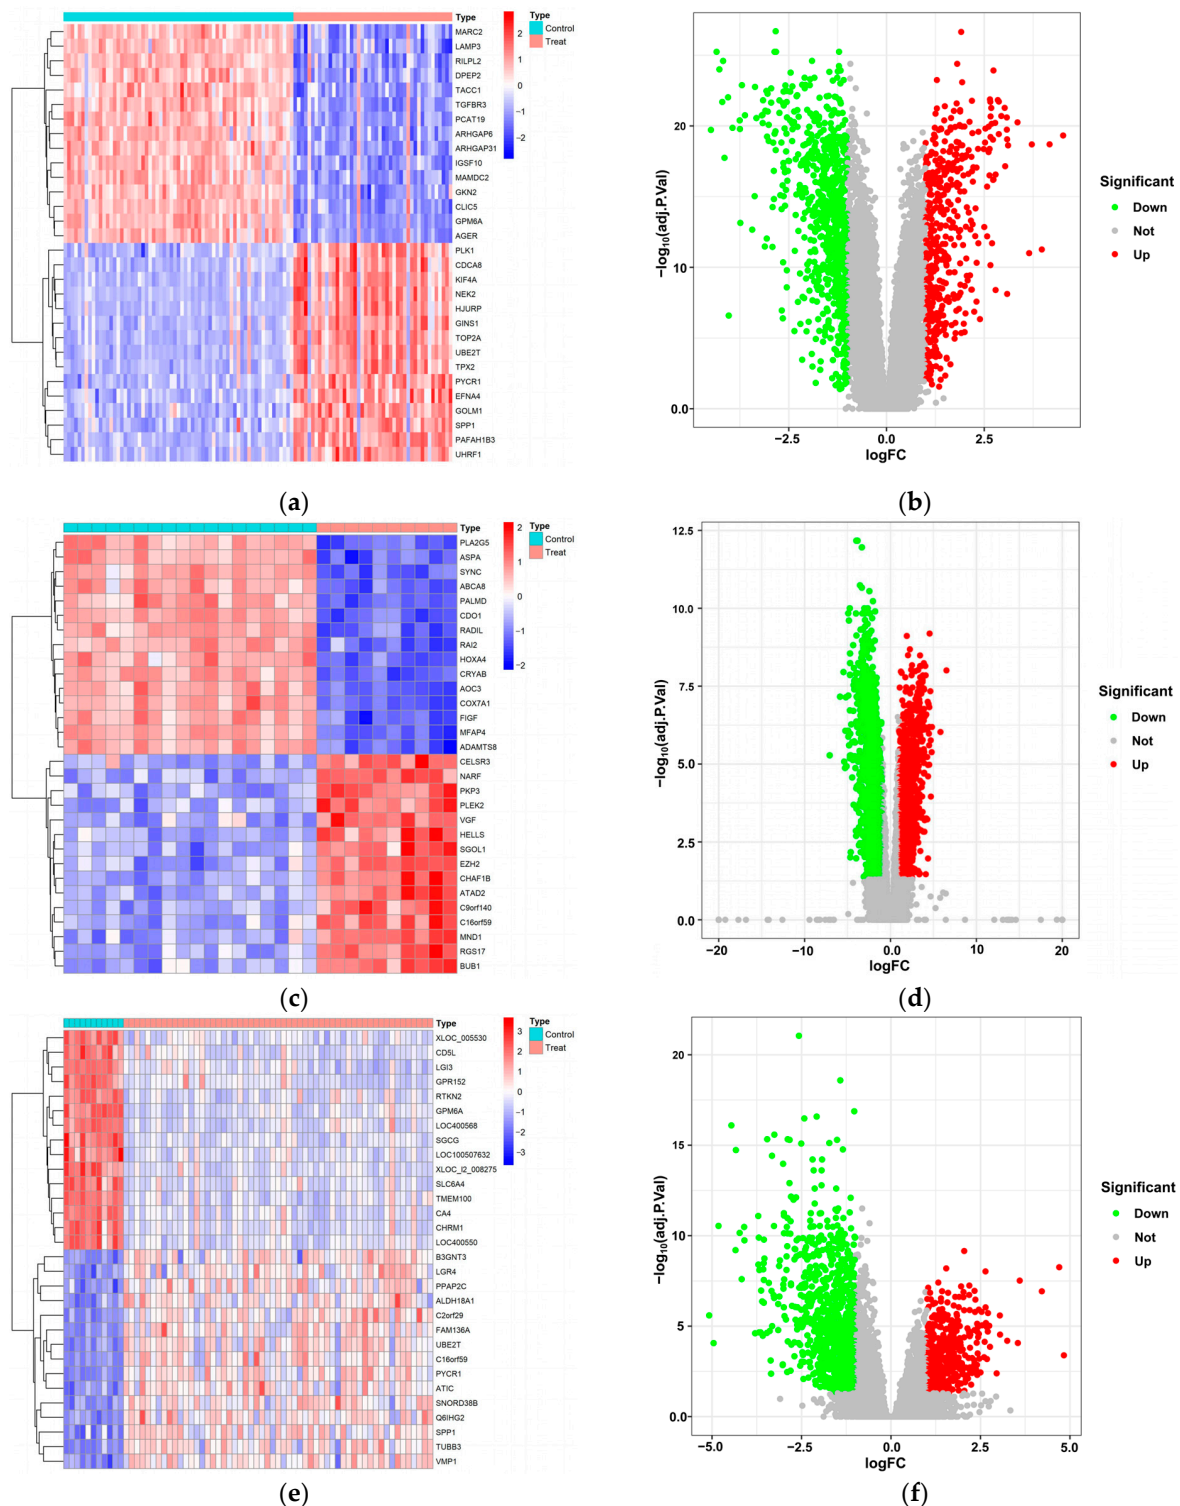 Type
MARC2
LAMP3
RILPL2
DPEP2
TACC1
TGFBR3
PCAT19
ARHGAP6
ARHGAP31
IGSF10
MAMDC2
GKN2
CLIC5
GPM6A
AGER
PLK1
CDCA8
KIF4A
NEK2
HJURP
GINS1
TOP2A
UBE2T
TPX2
PYCR1
EFNA4
GOLM1
SPP1
PAFAH1B3
UHRF1
2
1
0
−1
−2
Type
Control
Treat
(a)
−log10(adj.P.Val)
20
10
0.0
−2.5
0.0
2.5
logFC
Significant
Down
Not
Up
(b)
Type
PLA2G5
ASPA
SYNC
ABCA8
PALMD
CDO1
RADIL
RAI2
HOXA4
CRYAB
AOC3
COX7A1
FIGF
MFAP4
ADAMTS8
CELSR3
NARF
PKP3
PLEK2
VGF
HELLS
SGOL1
EZH2
CHAF1B
ATAD2
C9orf140
C16orf59
MND1
RGS17
BUB1
2
1
0
−1
−2
Type
Control
Treat
(c)
−log10(adj.P.Val)
12.5
10.0
7.5
5.0
2.5
0.0
−20
−10
0.0
10
20
logFC
Significant
Down
Not
Up
(d)
Type
XLOC_005530
CD5L
LGI3
GPR152
RTKN2
GPM6A
LOC400568
SGCG
LOC100507632
XLOC_l2_008275
SLC6A4
TMEM100
CA4
CHRM1
LOC400550
B3GNT3
LGR4
PPAP2C
ALDH18A1
C2orf29
FAM136A
UBE2T
C16orf59
PYCR1
ATIC
SNORD38B
Q6IHG2
SPP1
TUBB3
VMP1
3
2
1
0
−1
−2
−3
Type
Control
Treat
(e)
−log10(adj.P.Val)
20
15
10
5
0.0
−5.0
−2.5
0.0
2.5
5.0
logFC
Significant
Down
Not
Up
(f)